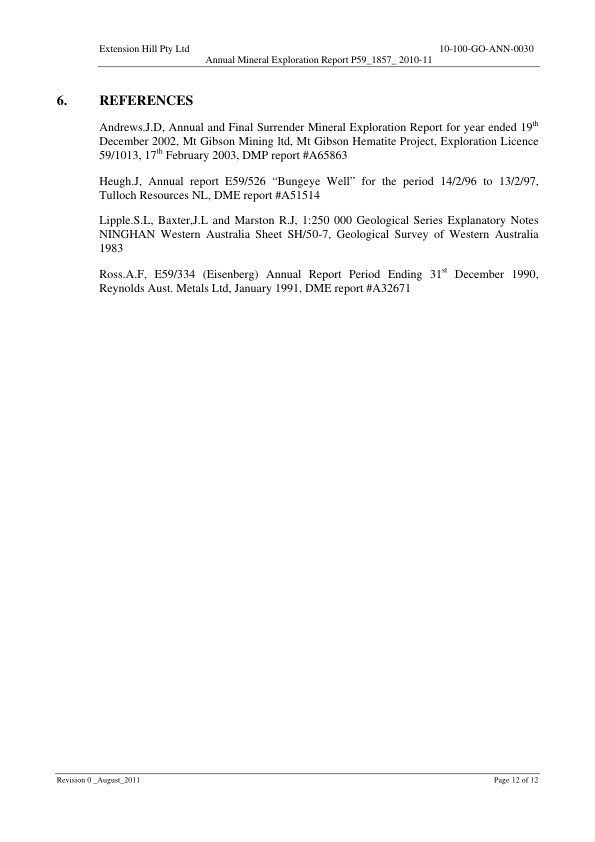 Extension Hill Pty Ltd 10-100-GO-ANN-0030
Annual Mineral Exploration Report P59_1857_ 2010-11
6. REFERENCES
Andrews.J.D, Annual and Final Surrender Mineral Exploration Report for year ended 19th
December 2002, Mt Gibson Mining ltd, Mt Gibson Hematite Project, Exploration Licence
59/1013, 17th February 2003, DMP report #A65863
Heugh.J, Annual report E59/526 “Bungeye Well” for the period 14/2/96 to 13/2/97,
Tulloch Resources NL, DME report #A51514
Lipple.S.L, Baxter,J.L and Marston R.J, 1:250 000 Geological Series Explanatory Notes
NINGHAN Western Australia Sheet SH/50-7, Geological Survey of Western Australia
1983
Ross.A.F, E59/334 (Eisenberg) Annual Report Period Ending 31st December 1990,
Reynolds Aust. Metals Ltd, January 1991, DME report #A32671
Revision 0 _August_2011 Page 12 of 12